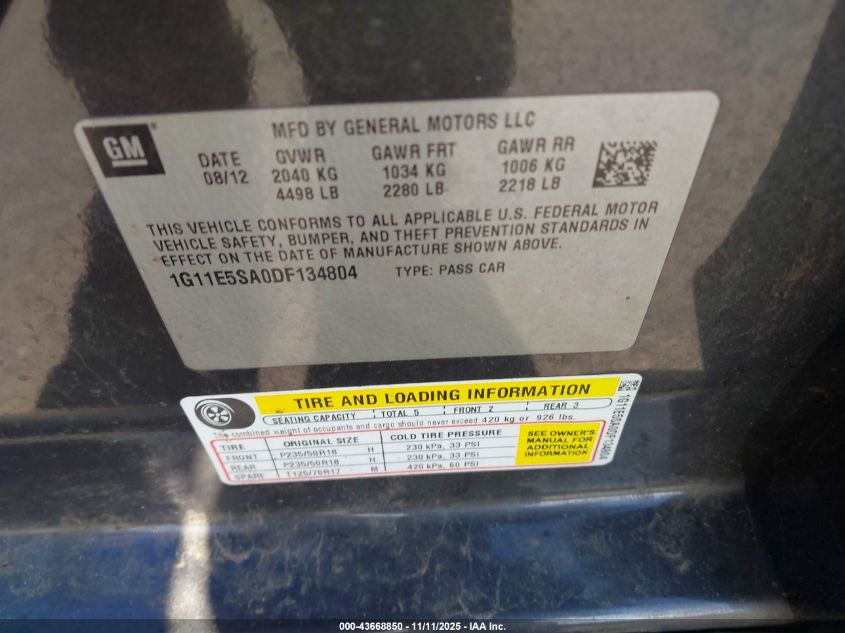 GM
MFD BY GENERAL MOTORS LLC
DATE GVWR GAWR FRT GAWR RR
08/12 2040 KG 1034 KG 1006 KG
4498 LB 2280 LB 2218 LB
THIS VEHICLE CONFORMS TO ALL APPLICABLE U.S. FEDERAL MOTOR
VEHICLE SAFETY, BUMPER, AND THEFT PREVENTION STANDARDS IN
EFFECT ON THE DATE OF MANUFACTURE SHOWN ABOVE.
1G11E5SA0DF134804 TYPE: PASS CAR
TIRE AND LOADING INFORMATION
SEATING CAPACITY TOTAL 5 FRONT 2 REAR 3
The combined weight of occupants and cargo should never exceed 420 kg or 926 lbs.
TIRE ORIGINAL SIZE COLD TIRE PRESSURE
FRONT P235/50R18 H 230 kPa, 33 PSI
REAR P235/50R18 H 230 kPa, 33 PSI
SPARE T125/70R17 M 420 kPa, 60 PSI
SEE OWNER'S
MANUAL FOR
ADDITIONAL
INFORMATION
1G11E5SA0DF134804
000-43668850 - 11/11/2025 - IAA Inc.